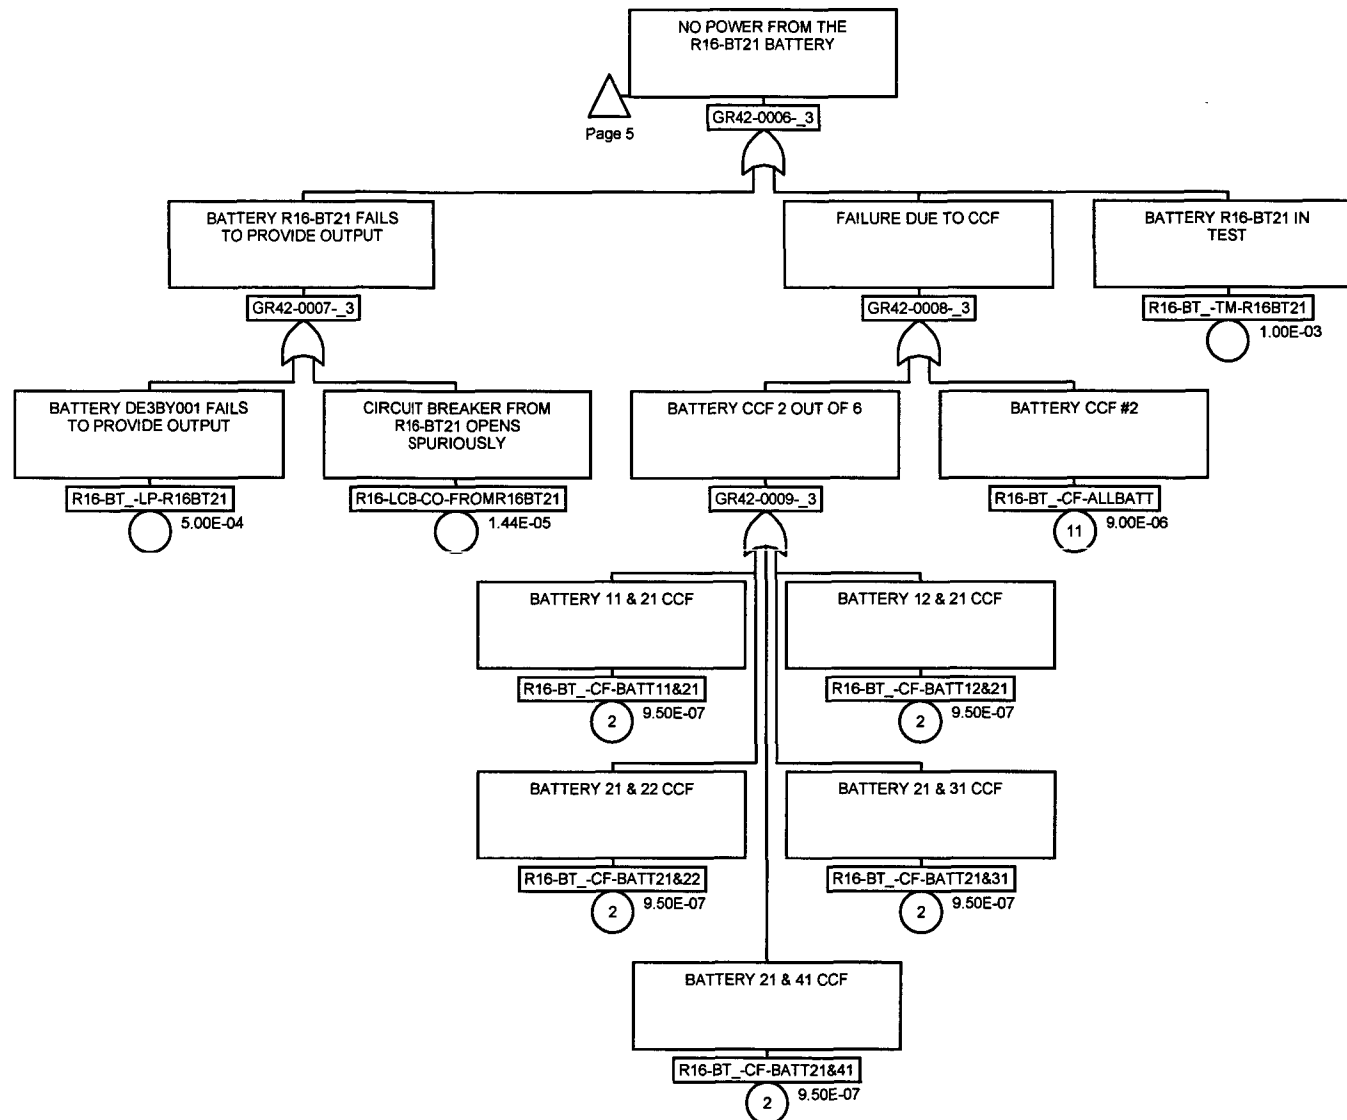 NO POWER FROM THE
R16-BT21 BATTERY
Page 5
GR42-0006-_3
BATTERY R16-BT21 FAILS
TO PROVIDE OUTPUT
FAILURE DUE TO CCF
BATTERY R16-BT21 IN
TEST
GR42-0007-_3
GR42-0008-_3
R16-BT_-TM-R16BT21
1.00E-03
BATTERY DE3BY001 FAILS
TO PROVIDE OUTPUT
CIRCUIT BREAKER FROM
R16-BT21 OPENS
SPURIOUSLY
BATTERY CCF 2 OUT OF 6
BATTERY CCF #2
R16-BT_-LP-R16BT21
5.00E-04
R16-LCB-CO-FROMR16BT21
1.44E-05
GR42-0009-_3
R16-BT_-CF-ALLBATT
11
9.00E-06
BATTERY 11 & 21 CCF
BATTERY 12 & 21 CCF
R16-BT_-CF-BATT11&21
2
9.50E-07
R16-BT_-CF-BATT12&21
2
9.50E-07
BATTERY 21 & 22 CCF
BATTERY 21 & 31 CCF
R16-BT_-CF-BATT21&22
2
9.50E-07
R16-BT_-CF-BATT21&31
2
9.50E-07
BATTERY 21 & 41 CCF
R16-BT_-CF-BATT21&41
2
9.50E-07